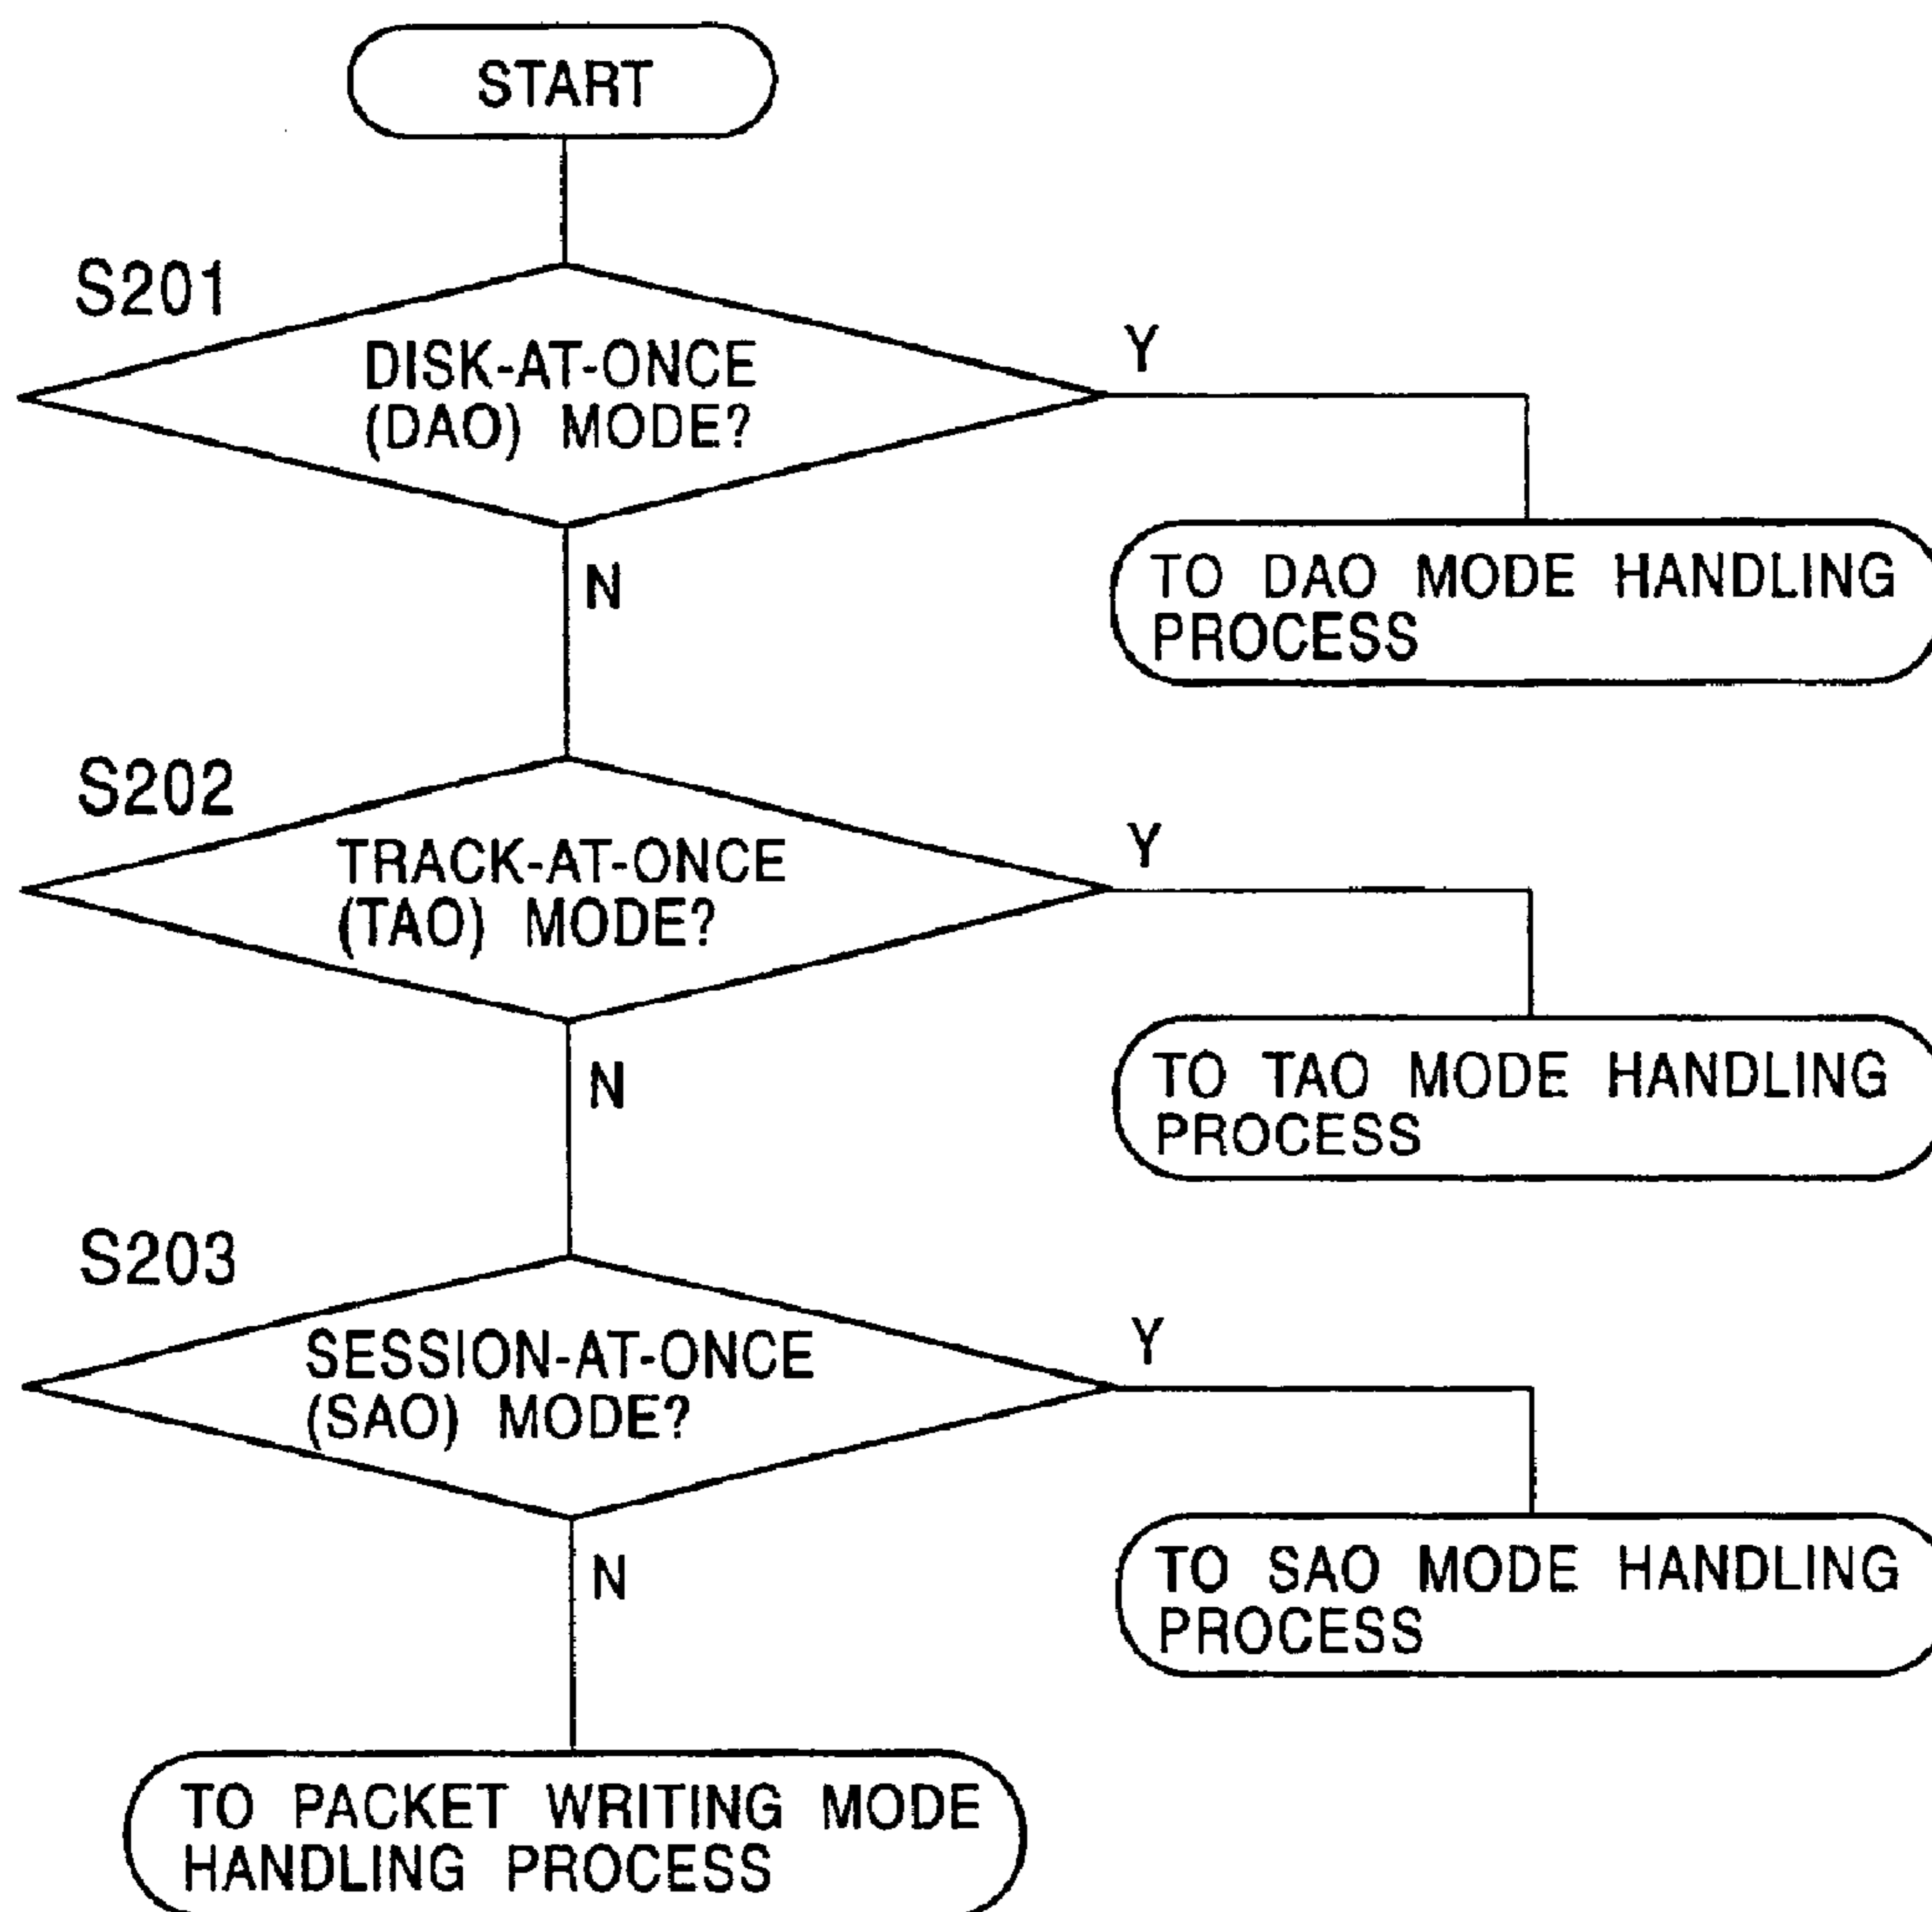 START
S201
DISK-AT-ONCE
(DAO) MODE?
Y
N
TO DAO MODE HANDLING
PROCESS
S202
TRACK-AT-ONCE
(TAO) MODE?
Y
N
TO TAO MODE HANDLING
PROCESS
S203
SESSION-AT-ONCE
(SAO) MODE?
Y
N
TO SAO MODE HANDLING
PROCESS
TO PACKET WRITING MODE
HANDLING PROCESS